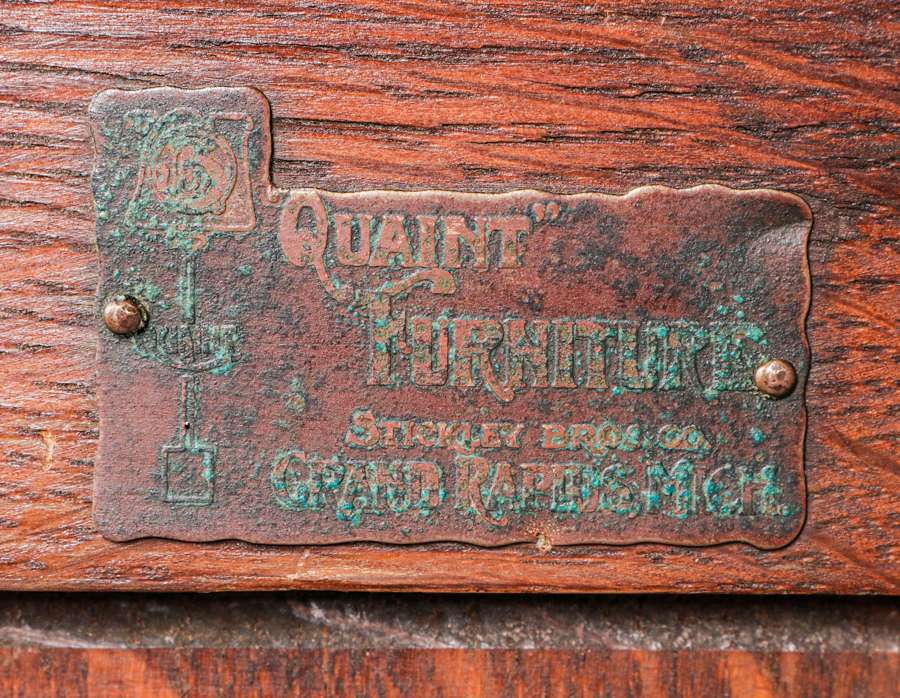 "QUAINT"
FURNITURE
STICKLEY BROS. CO.
GRAND RAPIDS, MICH.